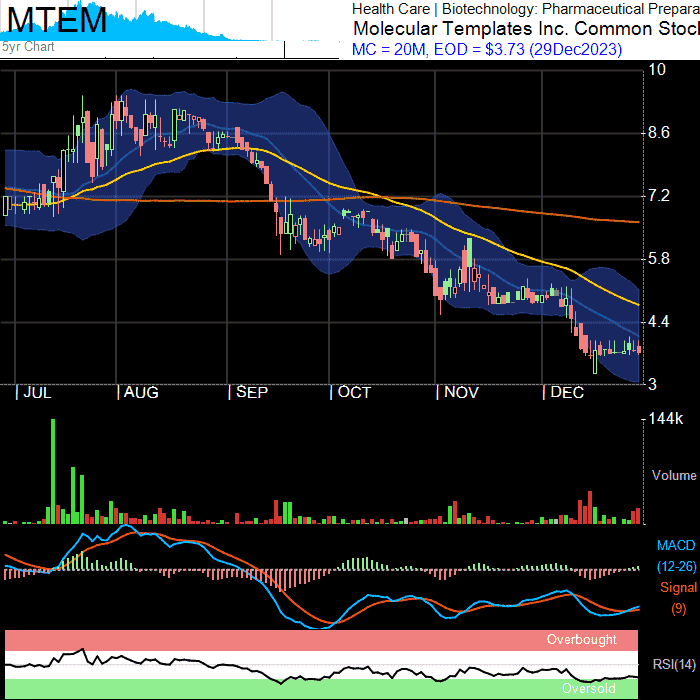 MTEM
5yr Chart
Health Care | Biotechnology: Pharmaceutical Prepara
Molecular Templates Inc. Common Stoc
MC = 20M, EOD = $3.73 (29Dec2023)
10
8.6
7.2
5.8
4.4
3
JUL AUG SEP OCT NOV DEC
144k
Volume
MACD
(12-26)
Signal
(9)
Overbought
RSI(14)
Oversold